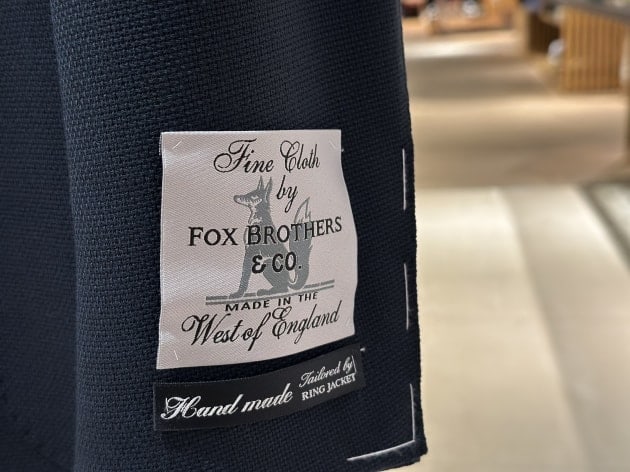 Fine Cloth
by
FOX BROTHERS
& CO.
MADE IN THE
West of England
Hand made Tailored by
RING JACKET